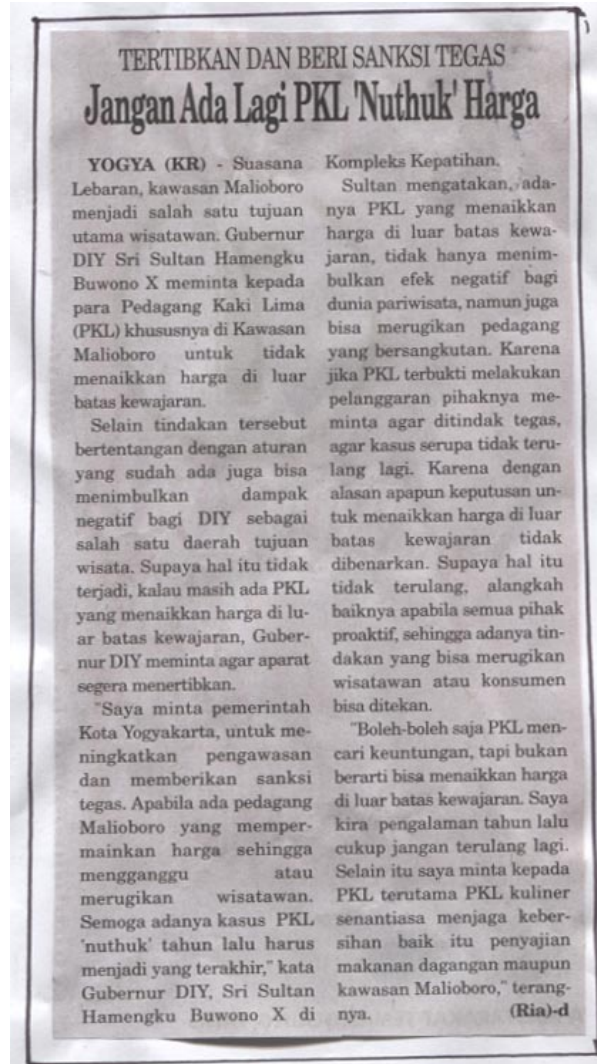 TERTIBKAN DAN BERI SANKSI TEGAS
Jangan Ada Lagi PKL 'Nuthuk' Harga
YOGYA (KR) - Suasana
Lebaran, kawasan Malioboro
menjadi salah satu tujuan
utama wisatawan. Gubernur
DIY Sri Sultan Hamengku
Buwono X meminta kepada
para Pedagang Kaki Lima
(PKL) khususnya di Kawasan
Malioboro untuk tidak
menaikkan harga di luar
batas kewajaran.
Selain tindakan tersebut
bertentangan dengan aturan
yang sudah ada juga bisa
menimbulkan dampak
negatif bagi DIY sebagai
salah satu daerah tujuan
wisata. Supaya hal itu tidak
terjadi, kalau masih ada PKL
yang menaikkan harga di lu-
ar batas kewajaran, Guber-
nur DIY meminta agar aparat
segera menertibkan.
"Saya minta pemerintah
Kota Yogyakarta, untuk me-
ningkatkan pengawasan
dan memberikan sanksi
tegas. Apabila ada pedagang
Malioboro yang memper-
mainkan harga sehingga
mengganggu atau
merugikan wisatawan.
Semoga adanya kasus PKL
'nuthuk' tahun lalu harus
menjadi yang terakhir," kata
Gubernur DIY, Sri Sultan
Hamengku Buwono X di
Kompleks Kepatihan.
Sultan mengatakan, ada-
nya PKL yang menaikkan
harga di luar batas kewa-
jaran, tidak hanya menim-
bulkan efek negatif bagi
dunia pariwisata, namun juga
bisa merugikan pedagang
yang bersangkutan. Karena
jika PKL terbukti melakukan
pelanggaran pihaknya me-
minta agar ditindak tegas,
agar kasus serupa tidak teru-
lang lagi. Karena dengan
alasan apapun keputusan un-
tuk menaikkan harga di luar
batas kewajaran tidak
dibenarkan. Supaya hal itu
tidak terulang, alangkah
baiknya apabila semua pihak
proaktif, sehingga adanya tin-
dakan yang bisa merugikan
wisatawan atau konsumen
bisa ditekan.
"Boleh-boleh saja PKL men-
cari keuntungan, tapi bukan
berarti bisa menaikkan harga
di luar batas kewajaran. Saya
kira pengalaman tahun lalu
cukup jangan terulang lagi.
Selain itu saya minta kepada
PKL terutama PKL kuliner
senantiasa menjaga keber-
sihan baik itu penyajian
makanan dagangan maupun
kawasan Malioboro," terang-
nya. (Ria)-d